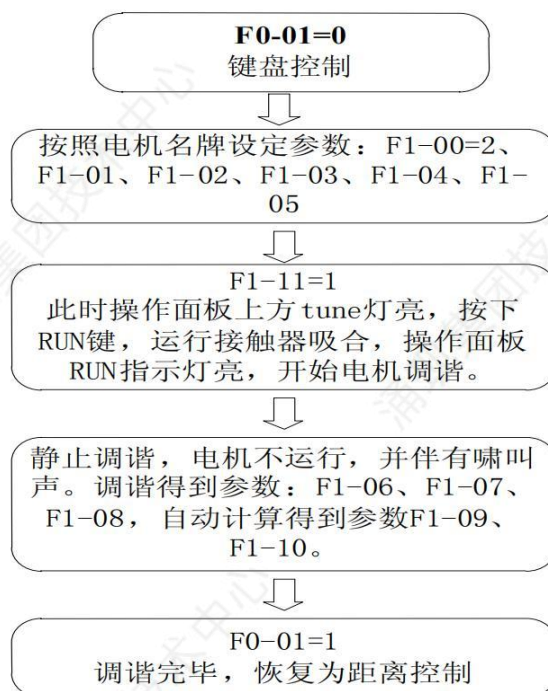 F0-01=0
键盘控制
按照电机名牌设定参数：F1-00=2、
F1-01、F1-02、F1-03、F1-04、F1-
05
F1-11=1
此时操作面板上方tune灯亮，按下
RUN键，运行接触器吸合，操作面板
RUN指示灯亮，开始电机调谐。
静止调谐，电机不运行，并伴有啸叫
声。调谐得到参数：F1-06、F1-07、
F1-08，自动计算得到参数F1-09、
F1-10。
F0-01=1
调谐完毕，恢复为距离控制